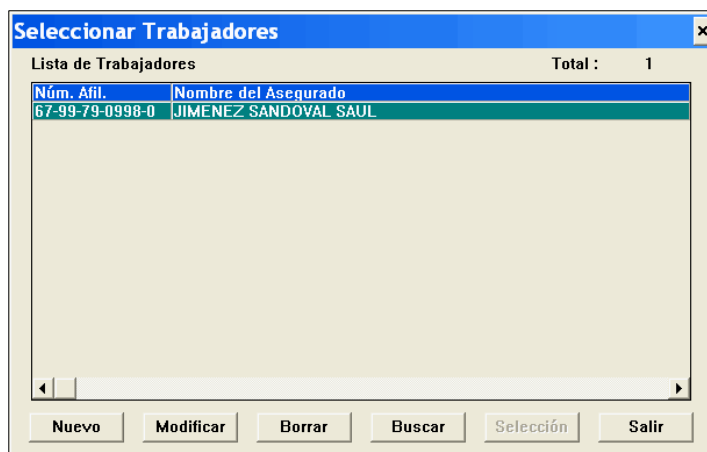 Seleccionar Trabajadores
Lista de Trabajadores Total : 1
Núm. Afil. Nombre del Asegurado
67-99-79-0998-0 JIMENEZ SANDOVAL SAUL
Nuevo Modificar Borrar Buscar Selección Salir